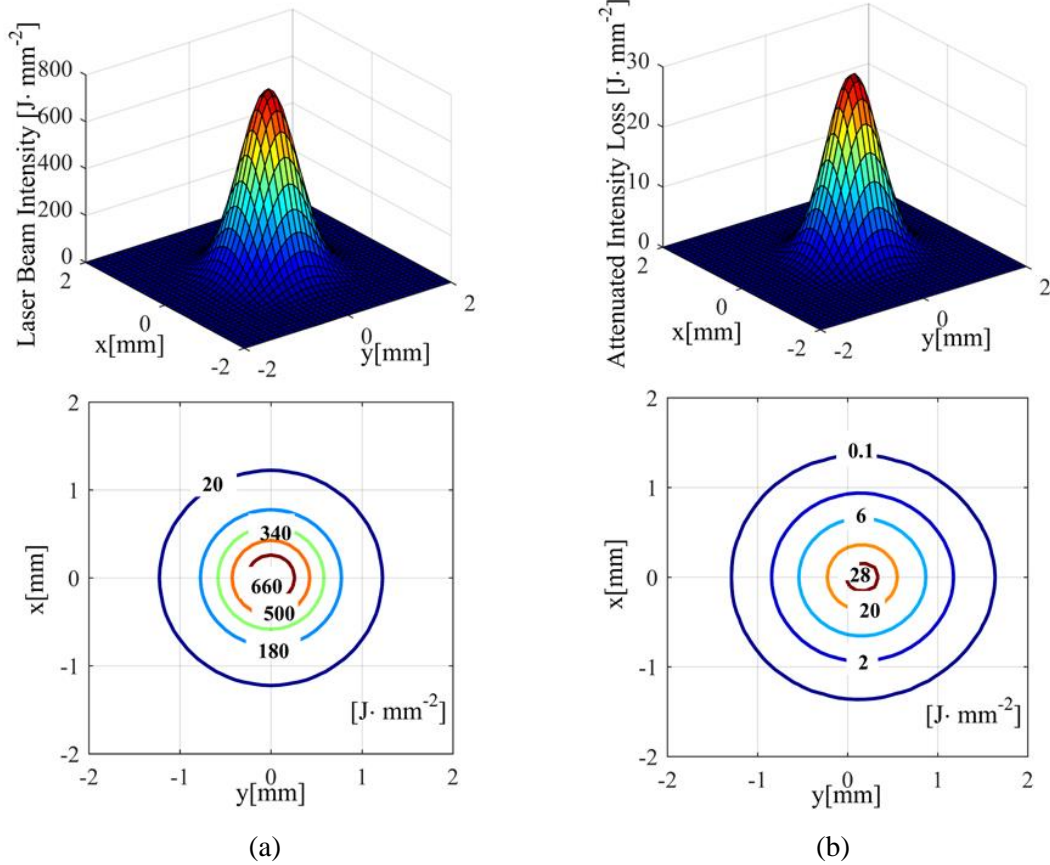 Laser Beam Intensity [J· mm-2]
800
600
400
200
0
2
0
-2
x[mm]
-2
0
2
y[mm]
Attenuated Intensity Loss [J· mm-2]
30
20
10
0
2
0
-2
x[mm]
-2
0
2
y[mm]
2
1
0
-1
-2
x[mm]
20
340
660
500
180
[J· mm-2]
-2 -1 0 1 2
y[mm]
2
1
0
-1
-2
x[mm]
0.1
6
28
20
2
[J· mm-2]
-2 -1 0 1 2
y[mm]
(a)
(b)